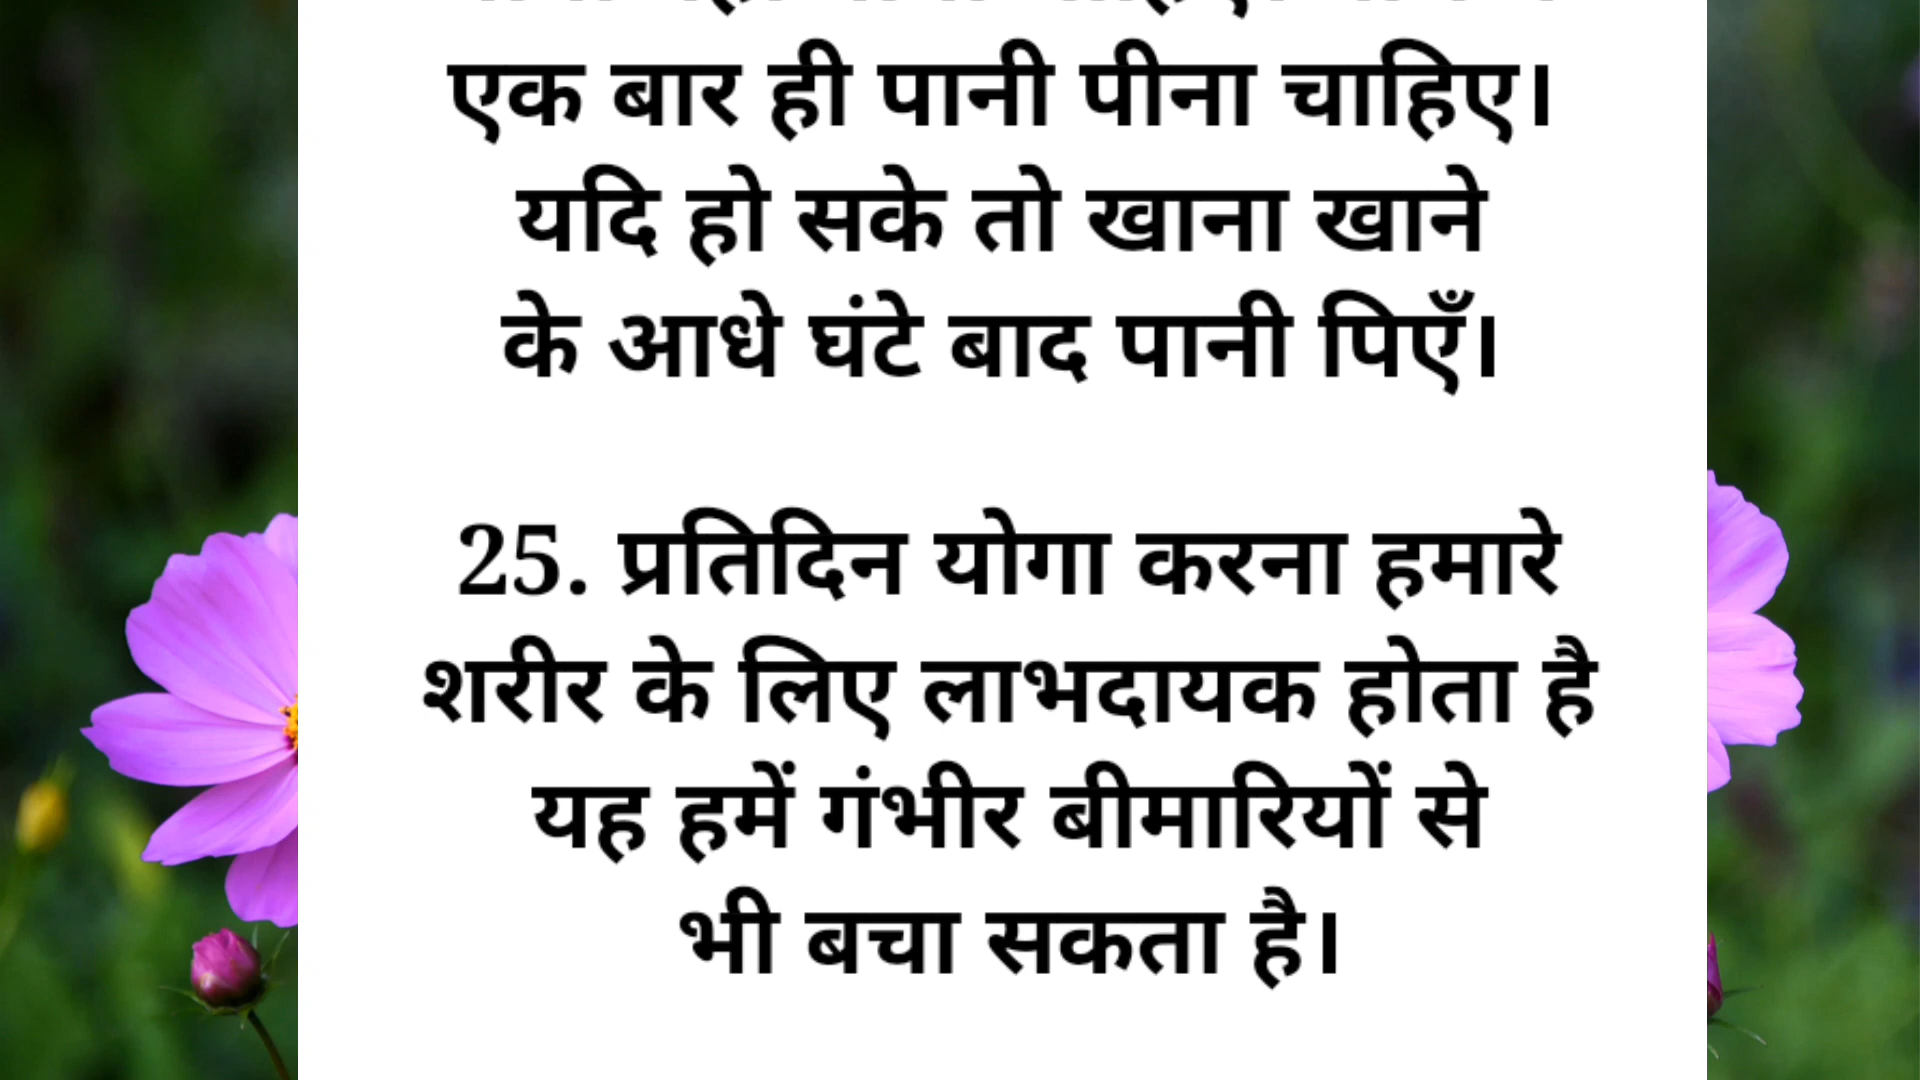 एक बार ही पानी पीना चाहिए।
यदि हो सके तो खाना खाने
के आधे घंटे बाद पानी पिएँ।
25. प्रतिदिन योगा करना हमारे
शरीर के लिए लाभदायक होता है
यह हमें गंभीर बीमारियों से
भी बचा सकता है।